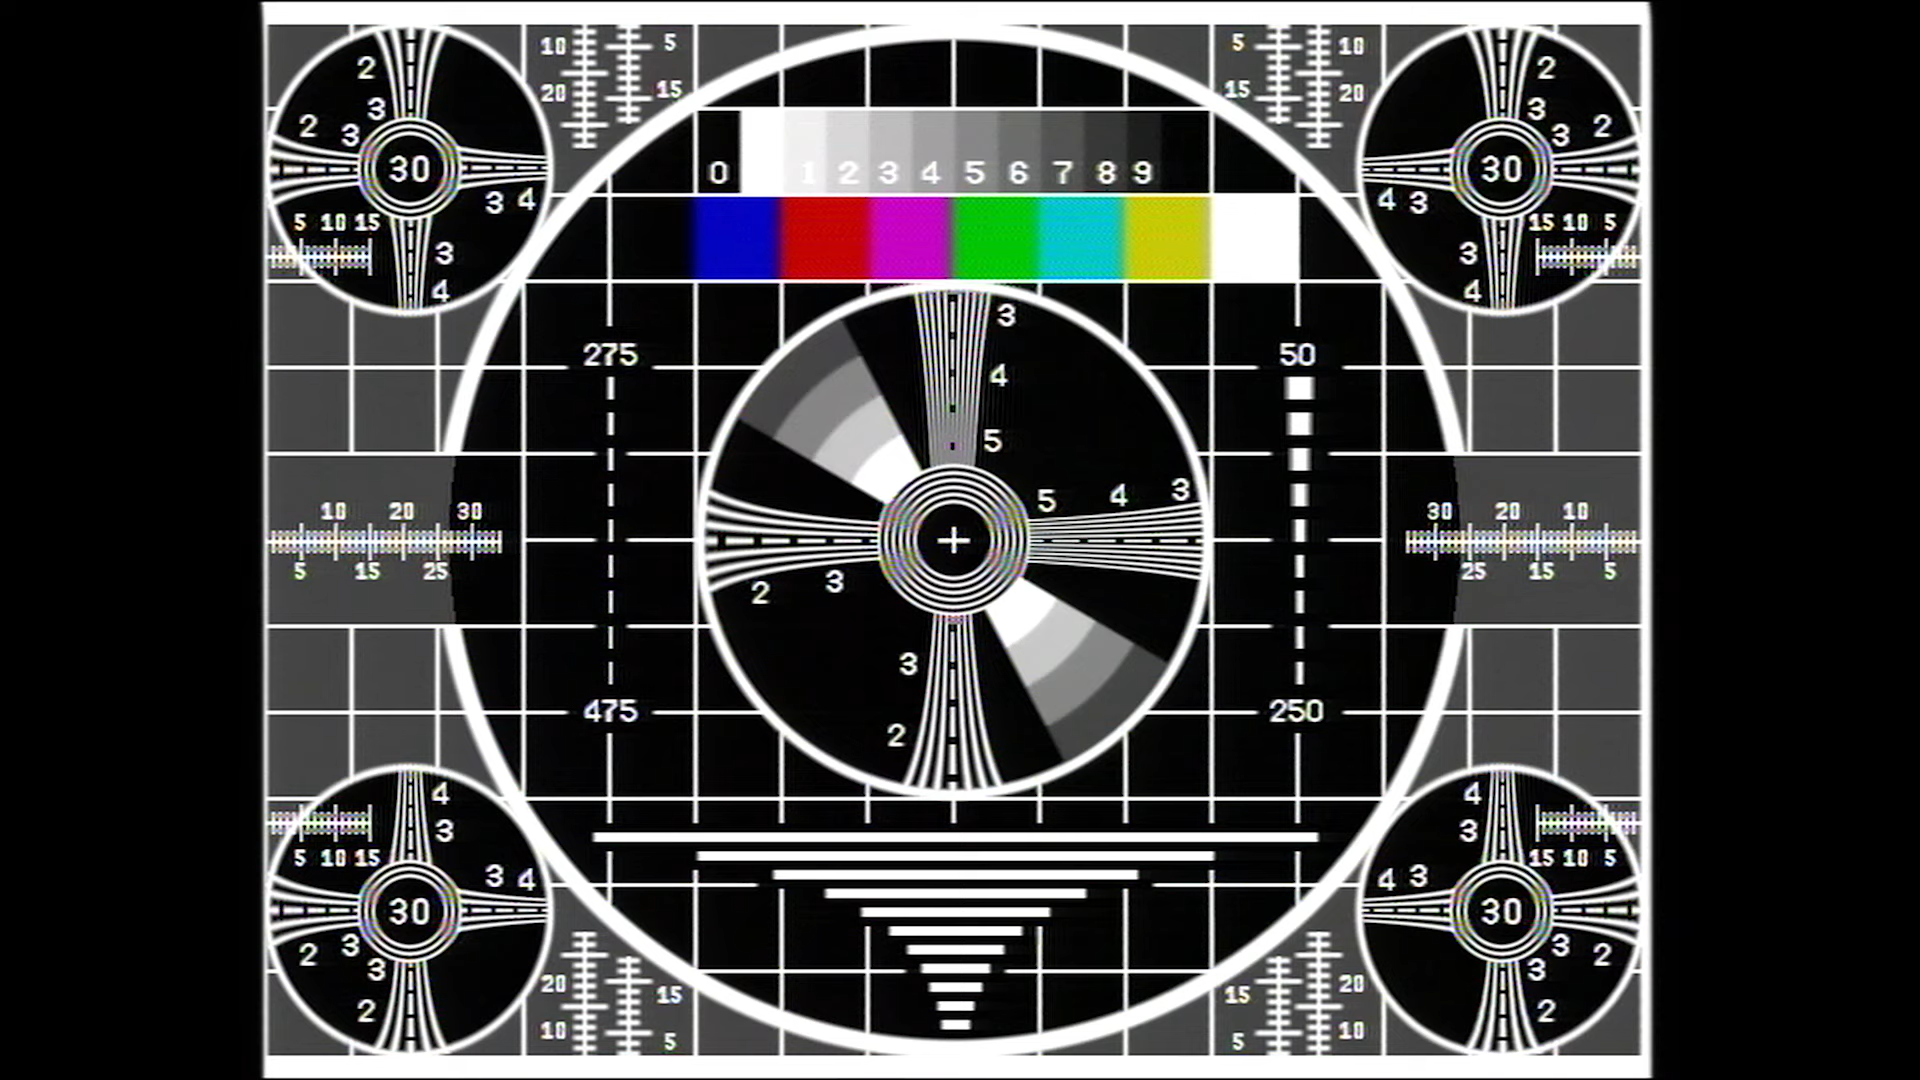 10 5 5 10
2 2
20 15 15 20
3 3
2 3 3 2
30 30
0 1 2 3 4 5 6 7 8 9
3 4 4 3
5 10 15 15 10 5
3 3
4 4
3
275 50
4
5
5 4 3
10 20 30 30 20 10
5 15 25 25 15 5
2 3
3
475 250
2
4 4
3 3
5 10 15 15 10 5
3 4 4 3
30 30
2 3 3 2
3 3
20 15 15 20
2 2
10 5 5 10